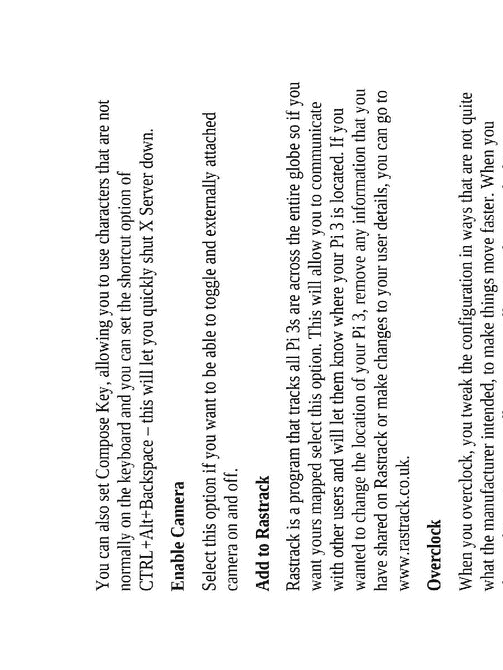 You can also set Compose Key, allowing you to use characters that are not
normally on the keyboard and you can set the shortcut option of
CTRL+Alt+Backspace – this will let you quickly shut X Server down.
Enable Camera
Select this option if you want to be able to toggle and externally attached
camera on and off.
Add to Rastrack
Rastrack is a program that tracks all Pi 3s are across the entire globe so if you
want yours mapped select this option. This will allow you to communicate
with other users and will let them know where your Pi 3 is located. If you
wanted to change the location of your Pi 3, remove any information that you
have shared on Rastrack or make changes to your user details, you can go to
www.rastrack.co.uk.
Overclock
When you overclock, you tweak the configuration in ways that are not quite
what the manufacturer intended, to make things move faster. When you